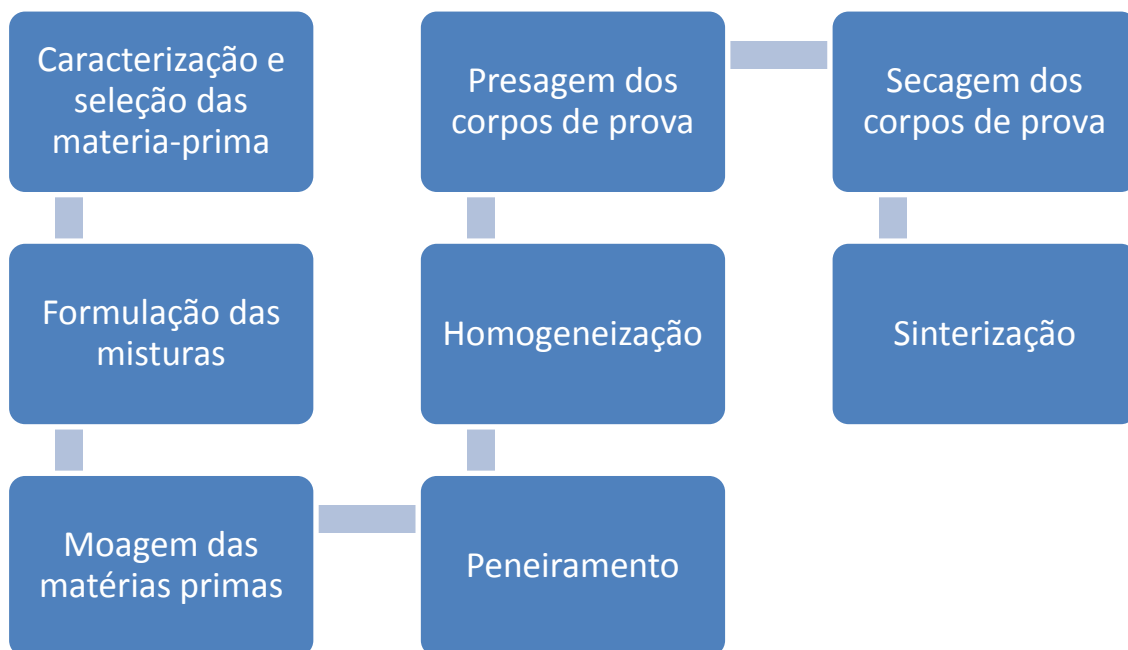 Caracterização e
seleção das
materia-prima
Formulação das
misturas
Moagem das
matérias primas
Peneiramento
Homogeneização
Presagem dos
corpos de prova
Secagem dos
corpos de prova
Sinterização